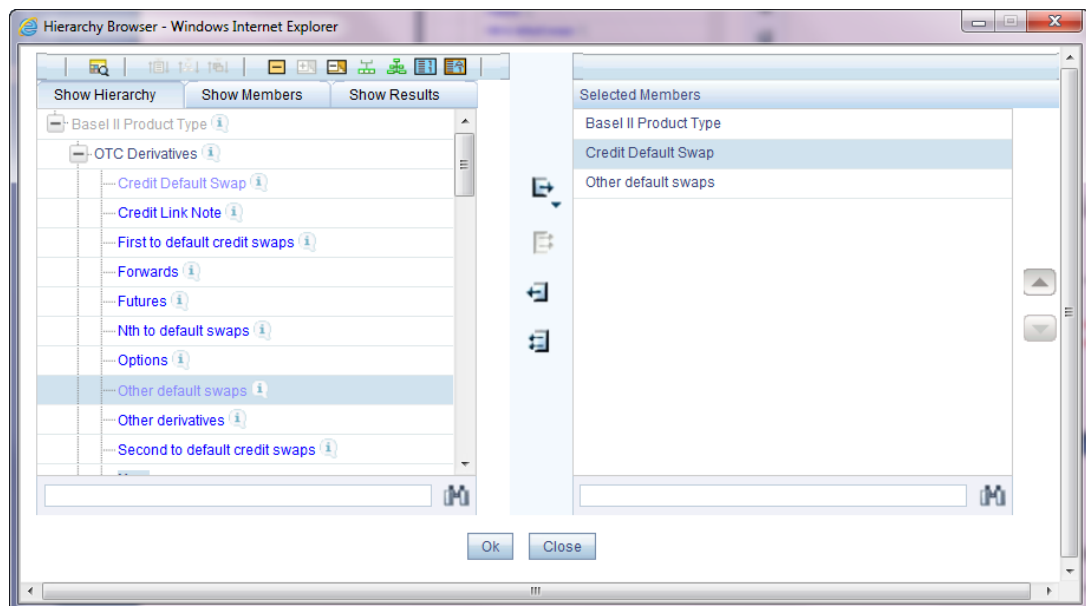 Hierarchy Browser - Windows Internet Explorer
Show Hierarchy Show Members Show Results
Selected Members
Basel II Product Type
OTC Derivatives
Credit Default Swap
Credit Link Note
First to default credit swaps
Forwards
Futures
Nth to default swaps
Options
Other default swaps
Other derivatives
Second to default credit swaps
Basel II Product Type
Credit Default Swap
Other default swaps
Ok Close